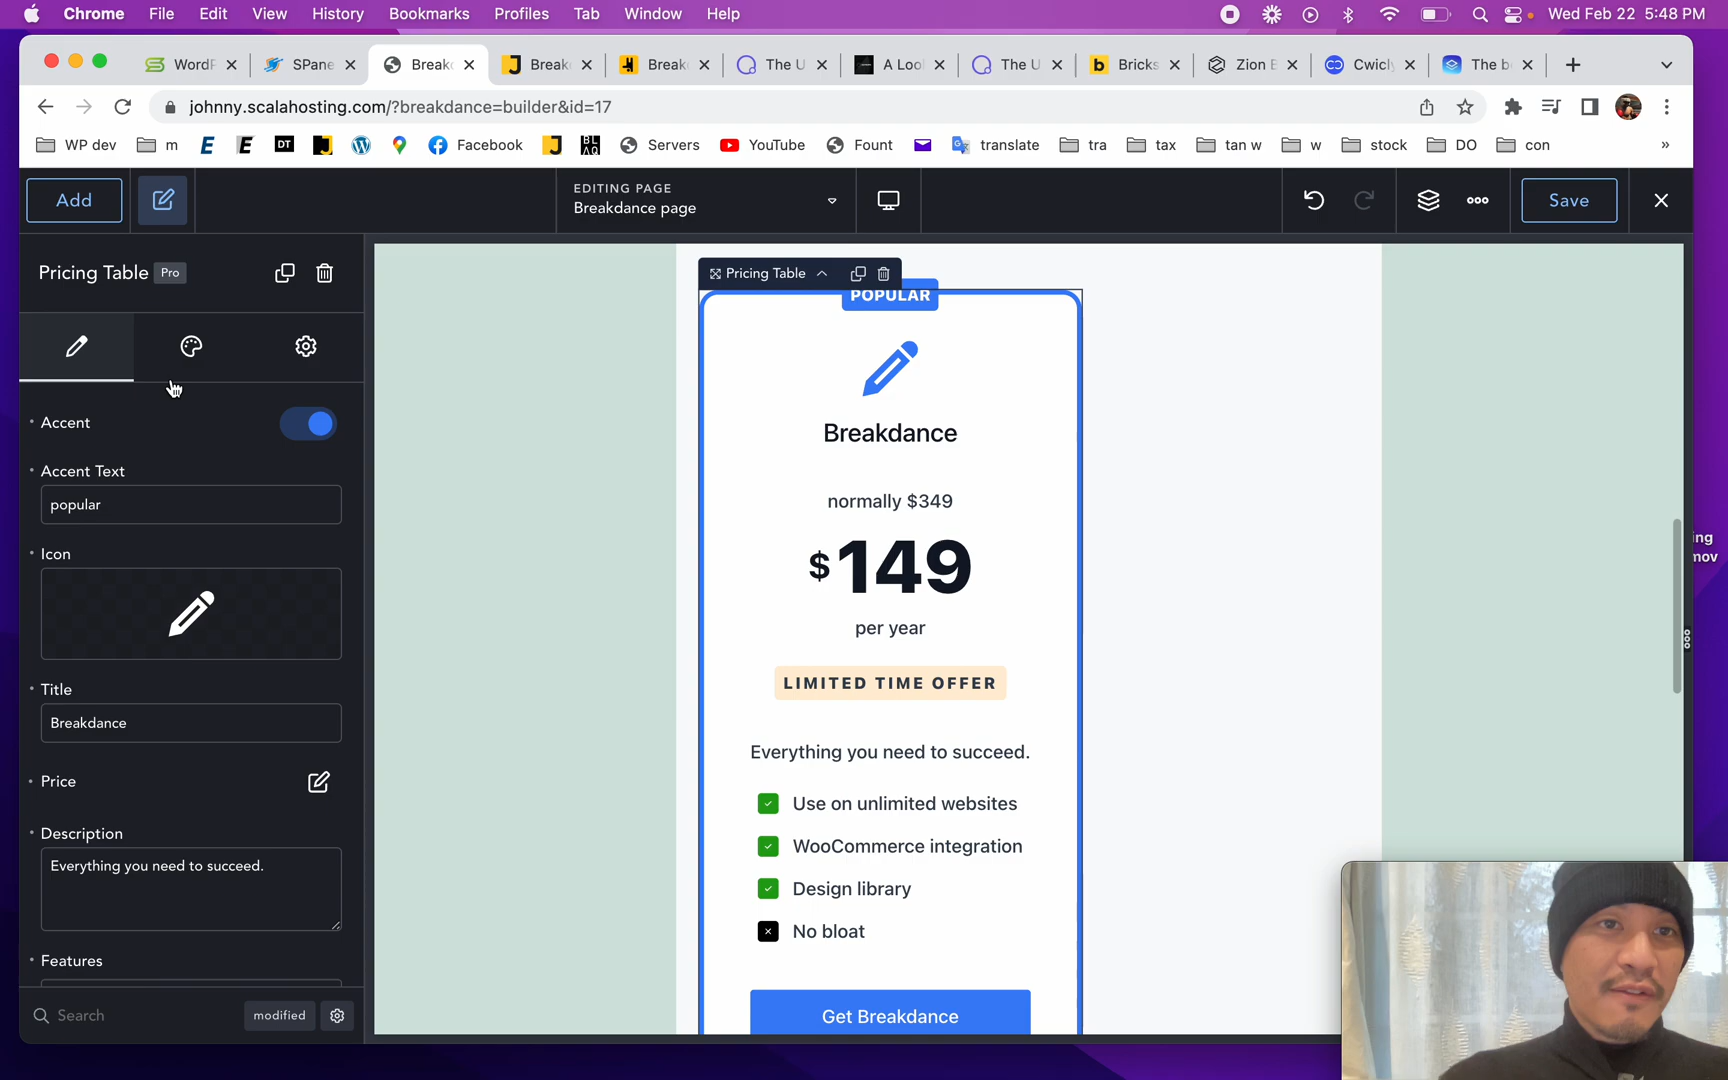 Chrome File Edit View History Bookmarks Profiles Tab Window Help Wed Feb 22 5:48 PM
WordP SPane Breakd Break Break The U A Loo The U Bricks Zion E Cwicly The b
johnny.scalahosting.com/?breakdance=builder&id=17
WP dev m Facebook Servers YouTube Fount translate tra tax tan w w stock DO con »
Add
EDITING PAGE
Breakdance page
Save
Pricing Table Pro
Accent
Accent Text
popular
Icon
Title
Breakdance
Price
Description
Everything you need to succeed.
Features
Search modified
Pricing Table
POPULAR
Breakdance
normally $349
$149
per year
LIMITED TIME OFFER
Everything you need to succeed.
Use on unlimited websites
WooCommerce integration
Design library
No bloat
Get Breakdance
ing
mov